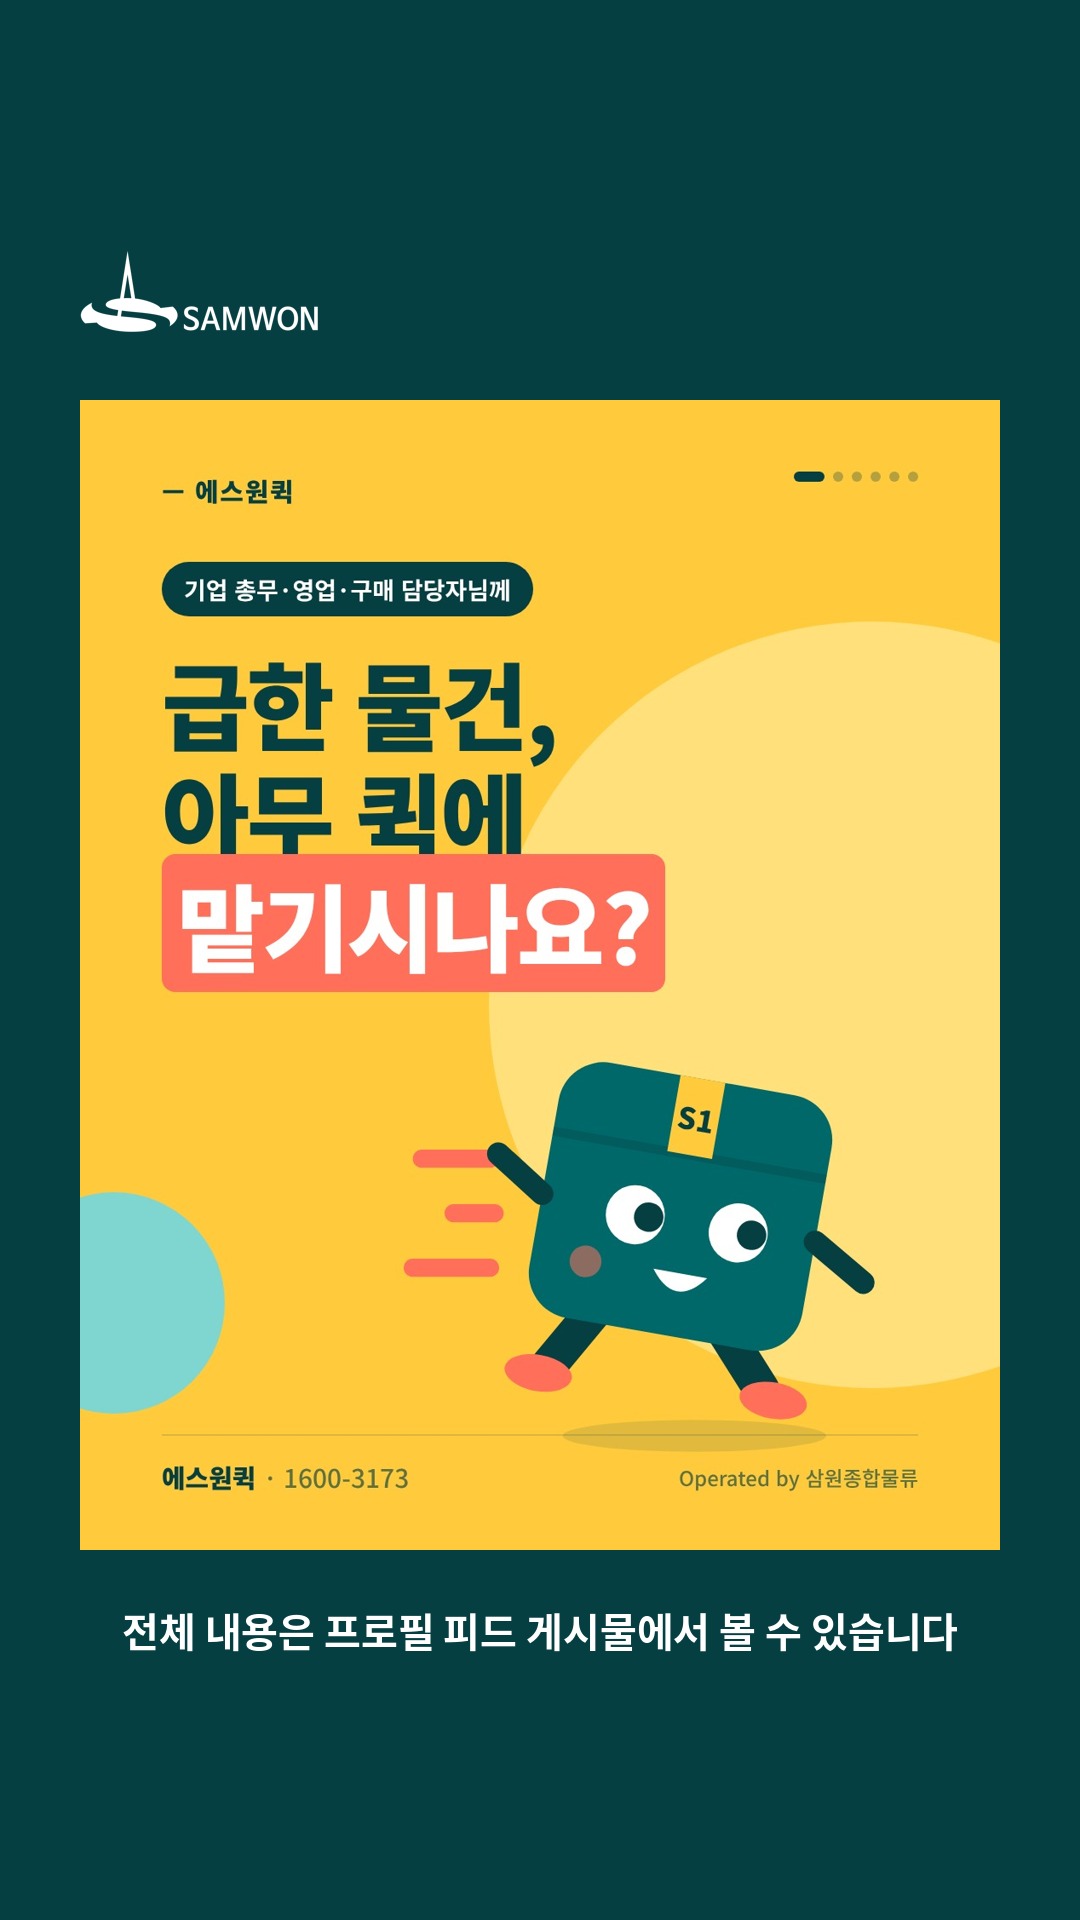 SAMWON
— 에스원퀵
기업 총무·영업·구매 담당자님께
급한 물건,
아무 퀵에
맡기시나요?
S1
에스원퀵 · 1600-3173
Operated by 삼원종합물류
전체 내용은 프로필 피드 게시물에서 볼 수 있습니다